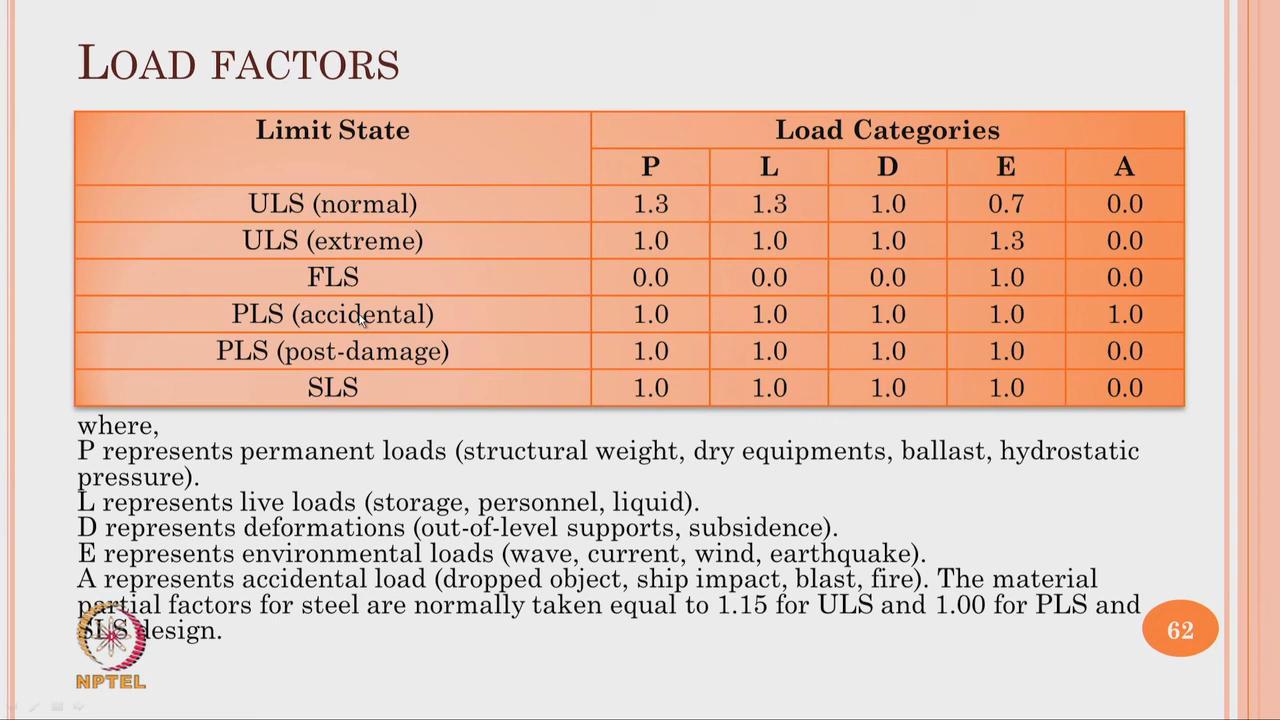 LOAD FACTORS
Limit State Load Categories
P L D E A
ULS (normal) 1.3 1.3 1.0 0.7 0.0
ULS (extreme) 1.0 1.0 1.0 1.3 0.0
FLS 0.0 0.0 0.0 1.0 0.0
PLS (accidental) 1.0 1.0 1.0 1.0 1.0
PLS (post-damage) 1.0 1.0 1.0 1.0 0.0
SLS 1.0 1.0 1.0 1.0 0.0
where,
P represents permanent loads (structural weight, dry equipments, ballast, hydrostatic
pressure).
L represents live loads (storage, personnel, liquid).
D represents deformations (out-of-level supports, subsidence).
E represents environmental loads (wave, current, wind, earthquake).
A represents accidental load (dropped object, ship impact, blast, fire). The material
partial factors for steel are normally taken equal to 1.15 for ULS and 1.00 for PLS and
SLS design.
62
NPTEL